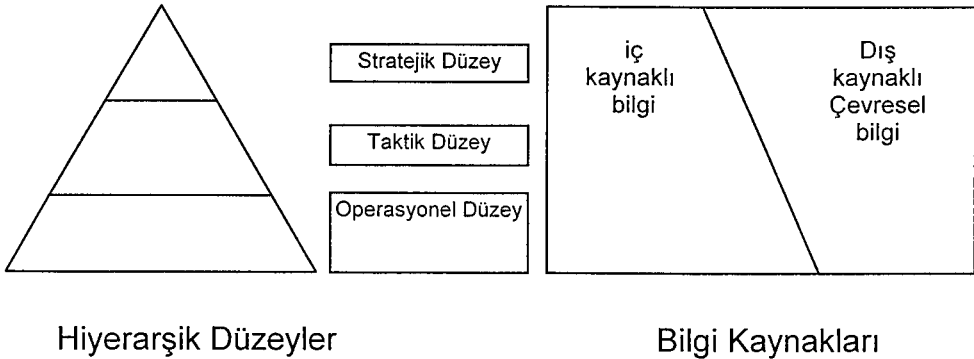 Stratejik Düzey
Taktik Düzey
Operasyonel Düzey
iç
kaynaklı
bilgi
Dış
kaynaklı
Çevresel
bilgi
Hiyerarşik Düzeyler
Bilgi Kaynakları